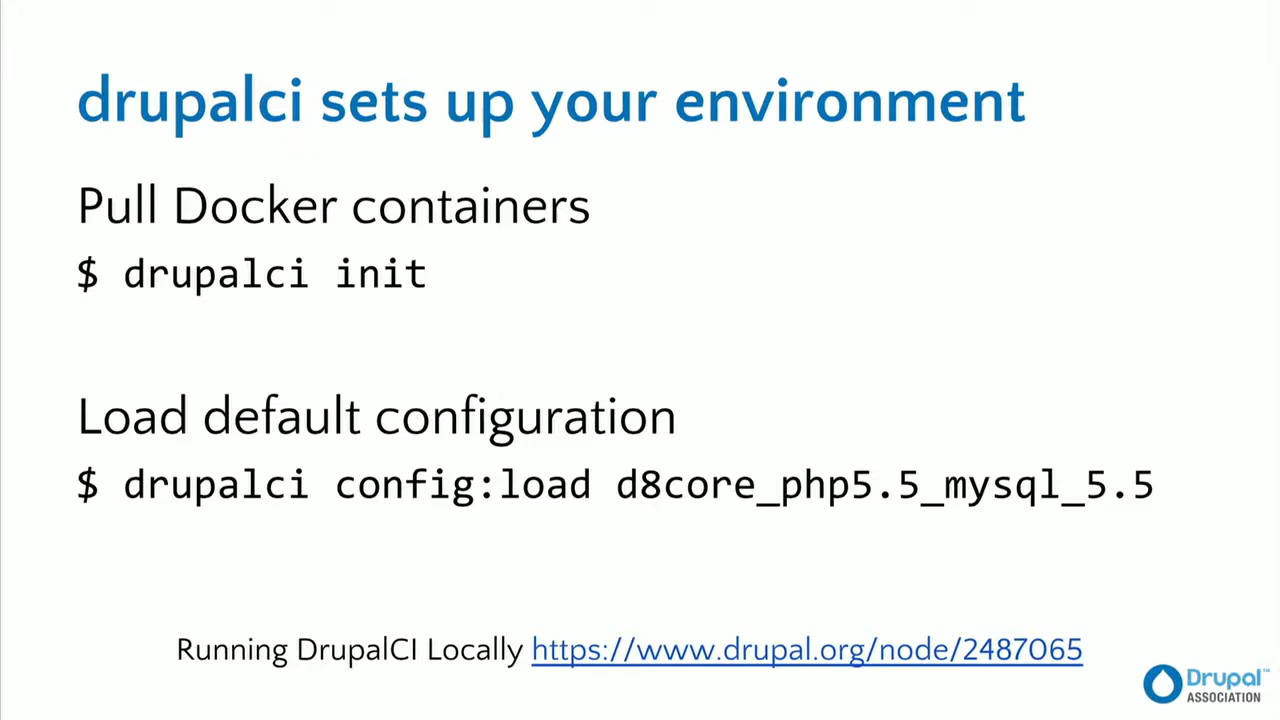 drupalci sets up your environment
Pull Docker containers
$ drupalci init
Load default configuration
$ drupalci config:load d8core_php5.5_mysql_5.5
Running DrupalCI Locally https://www.drupal.org/node/2487065
Drupal™
ASSOCIATION